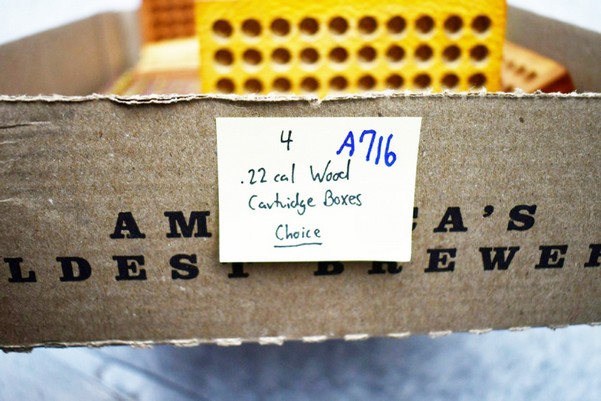 4 A716
.22 cal Wood
Cartridge Boxes
Choice
AM CA'S
LDEST BREWE